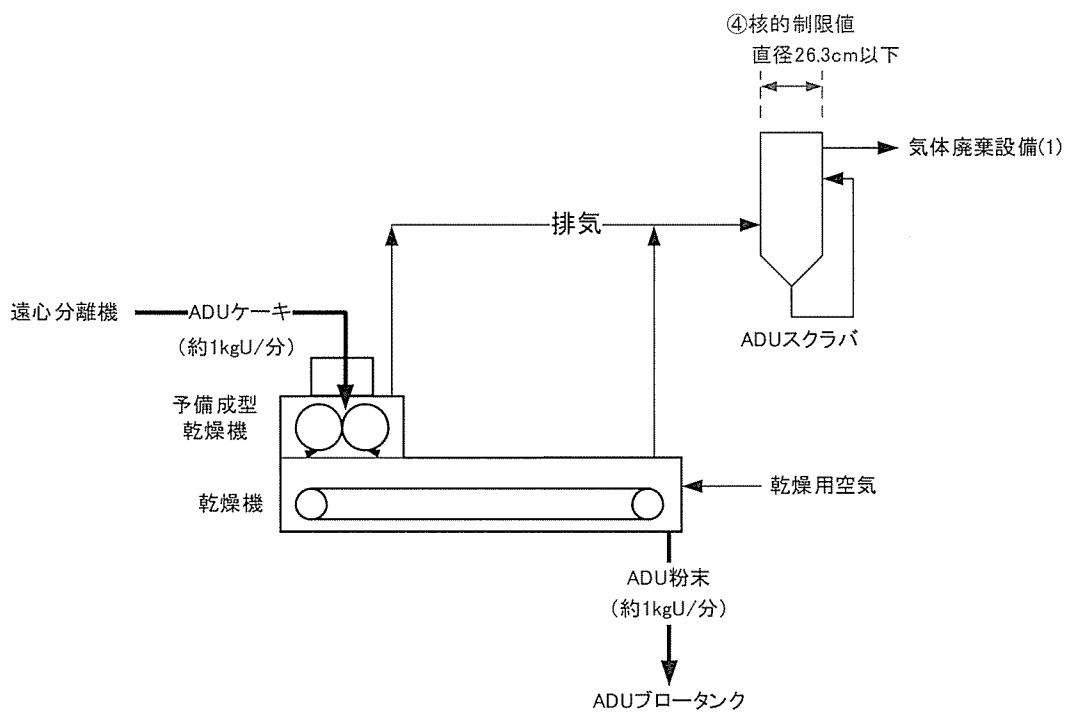 ④核的制限値
直径26.3cm以下
気体廃棄設備(1)
排気
遠心分離機
ADUケーキ
(約1kgU/分)
ADUスクラバ
予備成型
乾燥機
乾燥機
乾燥用空気
ADU粉末
(約1kgU/分)
ADUブロータンク